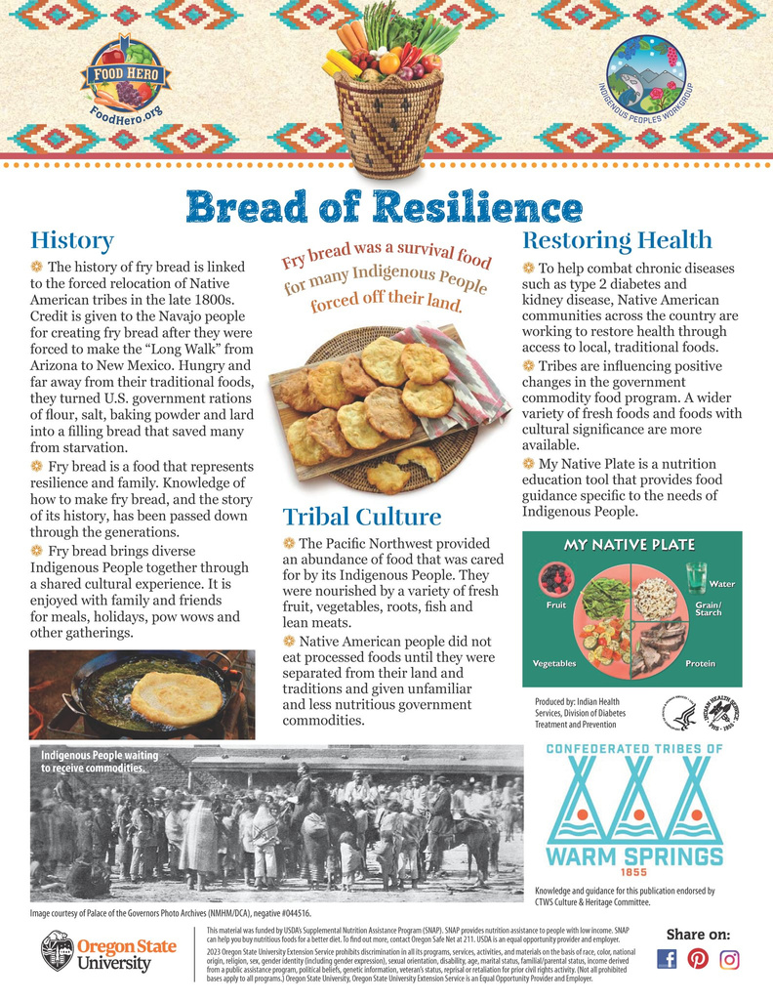 FOOD HERO
FoodHero.org
INDIGENOUS PEOPLES WORKGROUP
Bread of Resilience
History
The history of fry bread is linked
to the forced relocation of Native
American tribes in the late 1800s.
Credit is given to the Navajo people
for creating fry bread after they were
forced to make the “Long Walk” from
Arizona to New Mexico. Hungry and
far away from their traditional foods,
they turned U.S. government rations
of flour, salt, baking powder and lard
into a filling bread that saved many
from starvation.
Fry bread is a food that represents
resilience and family. Knowledge of
how to make fry bread, and the story
of its history, has been passed down
through the generations.
Fry bread brings diverse
Indigenous People together through
a shared cultural experience. It is
enjoyed with family and friends
for meals, holidays, pow wows and
other gatherings.
Fry bread was a survival food
for many Indigenous People
forced off their land.
Tribal Culture
The Pacific Northwest provided
an abundance of food that was cared
for by its Indigenous People. They
were nourished by a variety of fresh
fruit, vegetables, roots, fish and
lean meats.
Native American people did not
eat processed foods until they were
separated from their land and
traditions and given unfamiliar
and less nutritious government
commodities.
Restoring Health
To help combat chronic diseases
such as type 2 diabetes and
kidney disease, Native American
communities across the country are
working to restore health through
access to local, traditional foods.
Tribes are influencing positive
changes in the government
commodity food program. A wider
variety of fresh foods and foods with
cultural significance are more
available.
My Native Plate is a nutrition
education tool that provides food
guidance specific to the needs of
Indigenous People.
MY NATIVE PLATE
Fruit
Water
Grain/
Starch
Vegetables
Protein
Produced by: Indian Health
Services, Division of Diabetes
Treatment and Prevention
INDIAN HEALTH SERVICE
PHS · 1955
CONFEDERATED TRIBES OF
WARM SPRINGS
1855
Knowledge and guidance for this publication endorsed by
CTWS Culture & Heritage Committee.
Indigenous People waiting
to receive commodities.
Image courtesy of Palace of the Governors Photo Archives (NMHM/DCA), negative #044516.
Oregon State
University
This material was funded by USDA's Supplemental Nutrition Assistance Program (SNAP). SNAP provides nutrition assistance to people with low income. SNAP
can help you buy nutritious foods for a better diet. To find out more, contact Oregon Safe Net at 211. USDA is an equal opportunity provider and employer.
2023 Oregon State University Extension Service prohibits discrimination in all its programs, services, activities, and materials on the basis of race, color, national
origin, religion, sex, gender identity (including gender expression), sexual orientation, disability, age, marital status, familial/parental status, income derived
from a public assistance program, political beliefs, genetic information, veteran's status, reprisal or retaliation for prior civil rights activity. (Not all prohibited
bases apply to all programs.) Oregon State University, Oregon State University Extension Service is an Equal Opportunity Provider and Employer.
Share on: